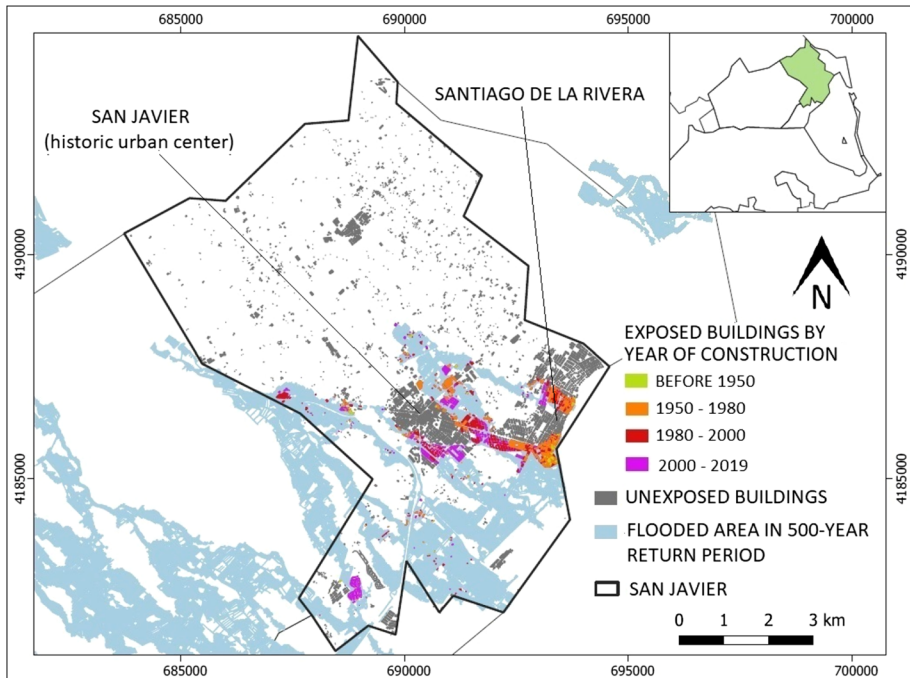 685000 690000 695000 700000
SANTIAGO DE LA RIVERA
SAN JAVIER
(historic urban center)
4190000 4190000
N
EXPOSED BUILDINGS BY
YEAR OF CONSTRUCTION
BEFORE 1950
1950 - 1980
1980 - 2000
2000 - 2019
4185000 4185000
UNEXPOSED BUILDINGS
FLOODED AREA IN 500-YEAR
RETURN PERIOD
SAN JAVIER
0 1 2 3 km
685000 690000 695000 700000